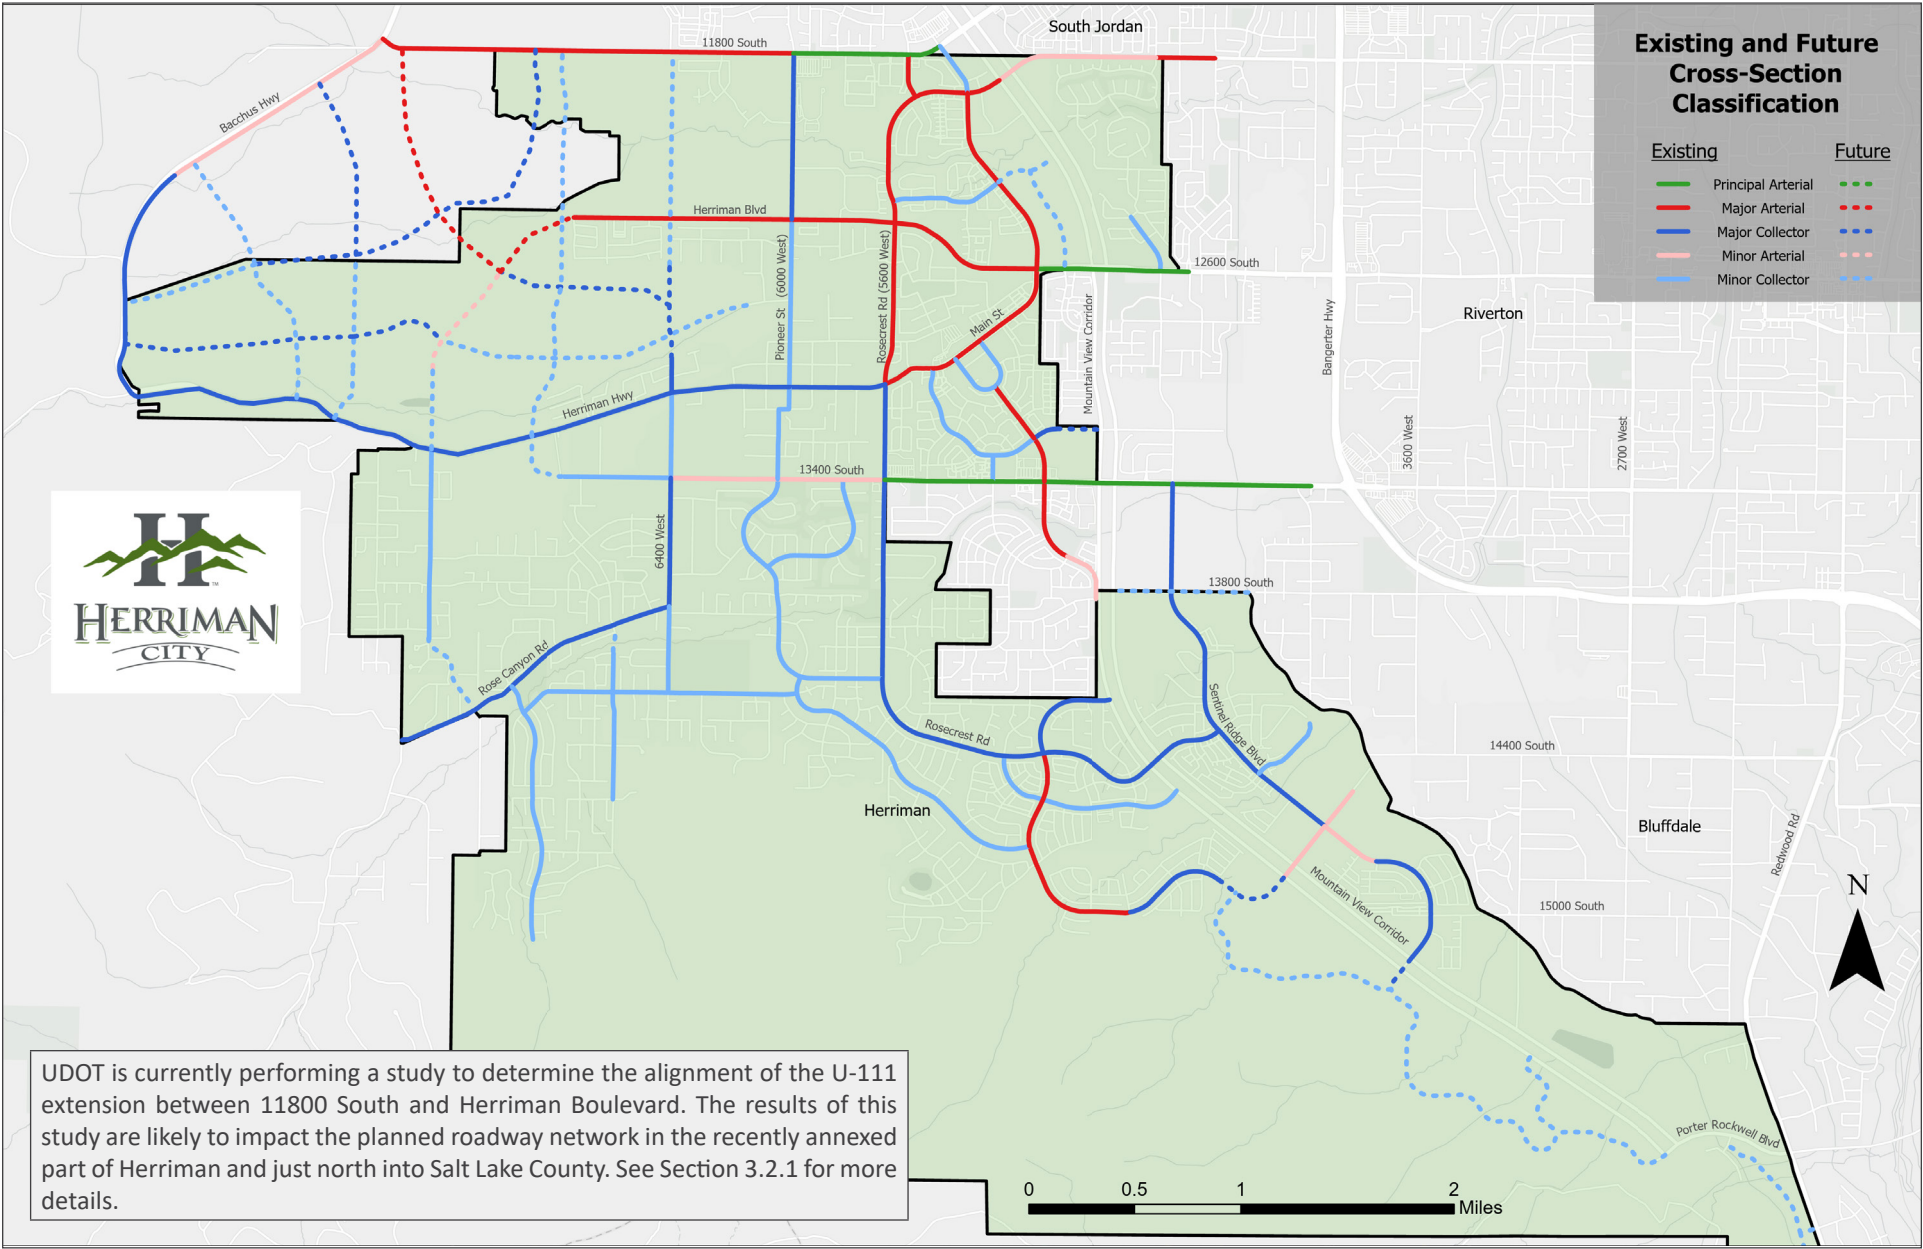 South Jordan
Existing and Future
Cross-Section
Classification
Existing
Future
Principal Arterial
Major Arterial
Major Collector
Minor Arterial
Minor Collector
11800 South
Bacchus Hwy
Herriman Blvd
Pioneer St (6000 West)
Rosecrest Rd (5600 West)
Main St
Mountain View Corridor
12600 South
Bangerter Hwy
Riverton
3600 West
2700 West
Herriman Hwy
13400 South
6400 West
13800 South
HERRIMAN
CITY
™
Rose Canyon Rd
Rosecrest Rd
Sentinel Ridge Blvd
14400 South
Herriman
Bluffdale
Redwood Rd
Mountain View Corridor
15000 South
N
Porter Rockwell Blvd
UDOT is currently performing a study to determine the alignment of the U-111
extension between 11800 South and Herriman Boulevard. The results of this
study are likely to impact the planned roadway network in the recently annexed
part of Herriman and just north into Salt Lake County. See Section 3.2.1 for more
details.
0 0.5 1 2
Miles